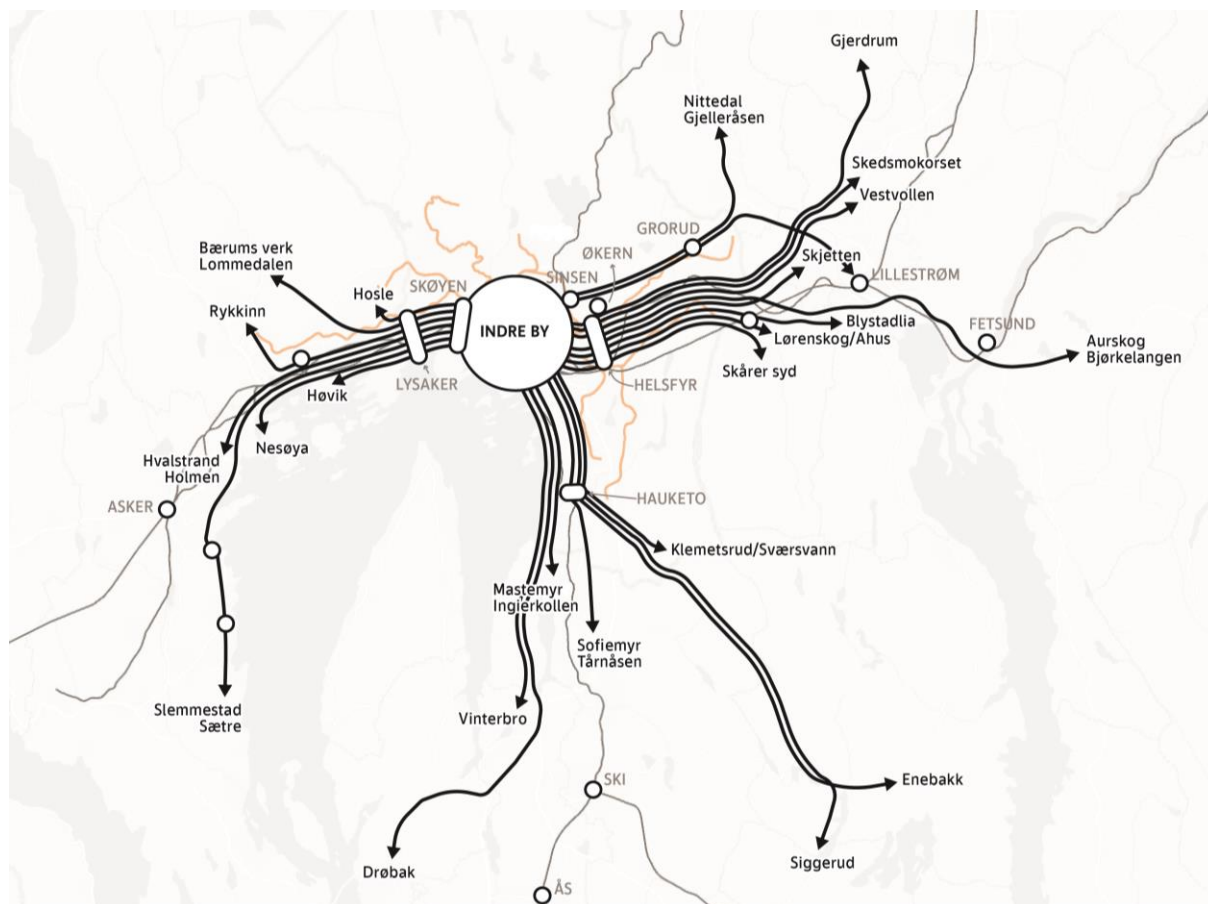 Gjerdrum
Nittedal
Gjelleråsen
Skedsmokorset
Vestvollen
GRORUD
ØKERN
Bærums verk
Lommedalen
Skjetten
LILLESTRØM
SKØYEN
SINSEN
Hosle
Rykkinn
INDRE BY
Blystadlia
FETSUND
Lørenskog/Ahus
Aurskog
Bjørkelangen
Skårer syd
LYSAKER
HELSFYR
Høvik
Nesøya
Hvalstrand
Holmen
ASKER
HAUKETO
Klemetsrud/Sværsvann
Mastemyr
Ingierkollen
Sofiemyr
Tårnåsen
Slemmestad
Sætre
Vinterbro
SKI
Enebakk
Siggerud
Drøbak
ÅS